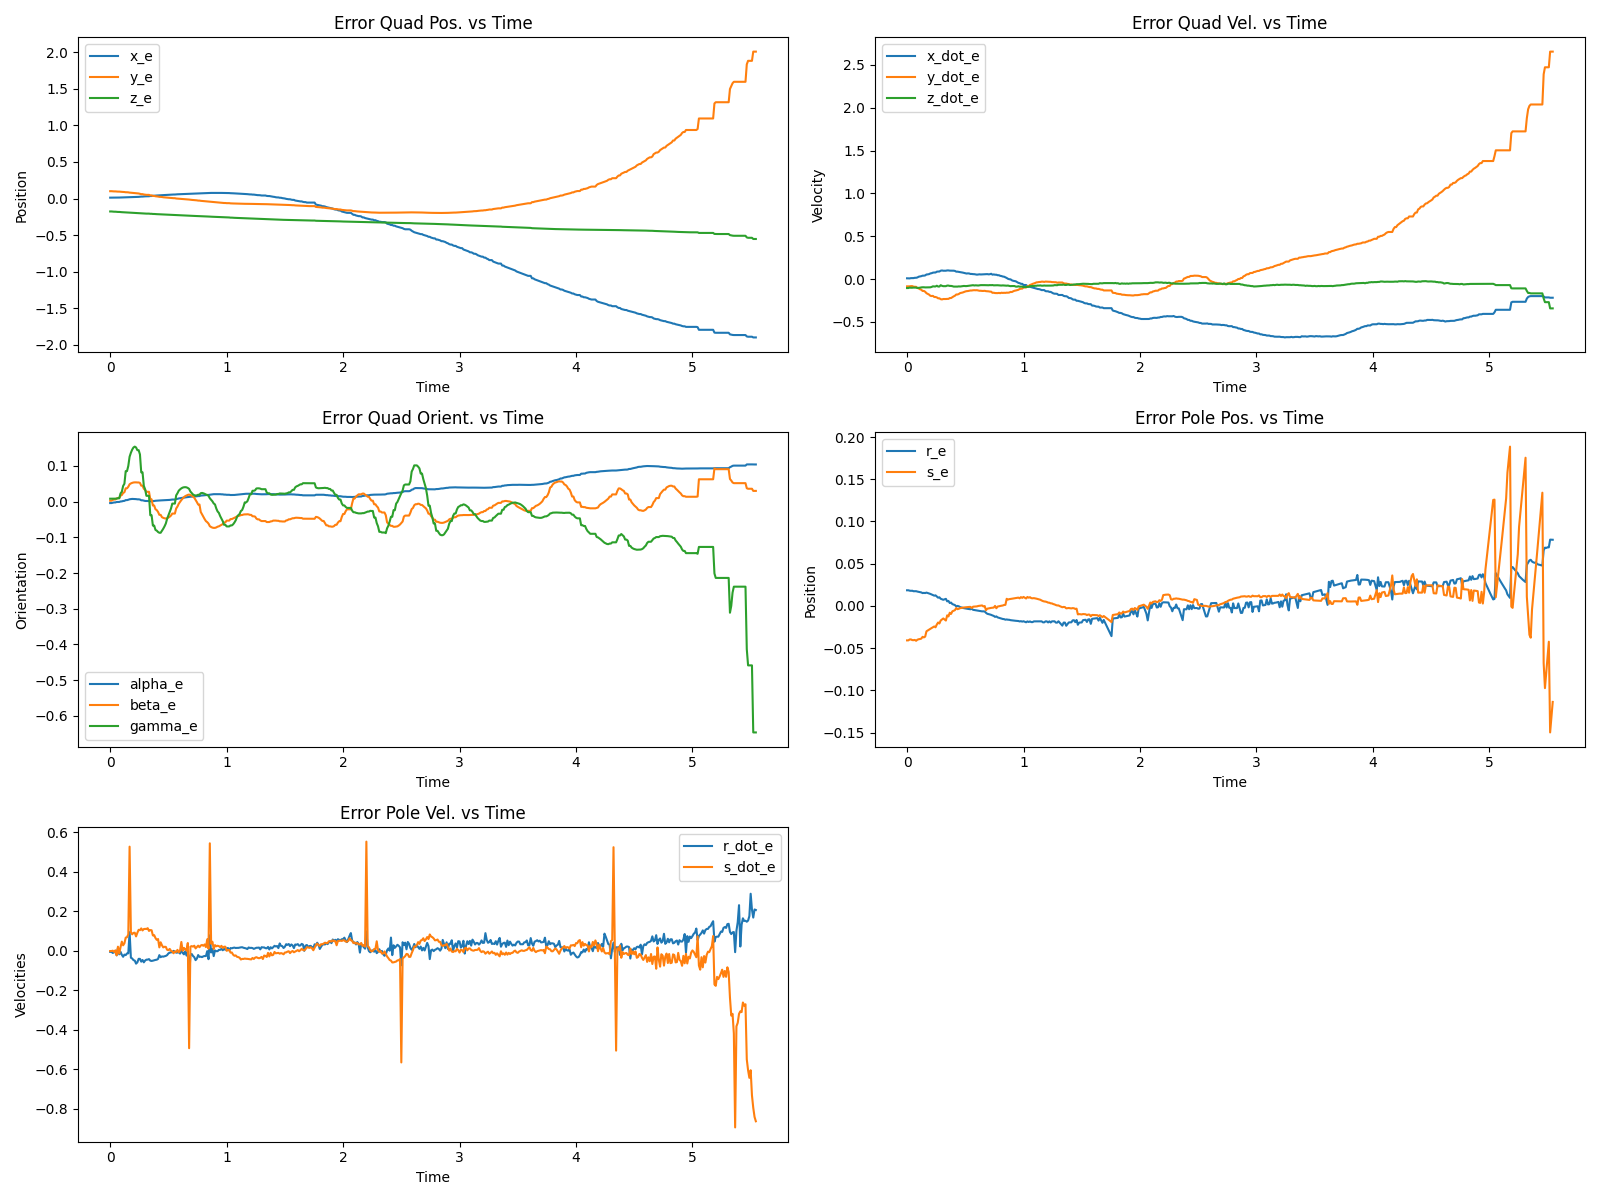 Error Quad Pos. vs Time
Position
2.0
1.5
1.0
0.5
0.0
−0.5
−1.0
−1.5
−2.0
x_e
y_e
z_e
0 1 2 3 4 5
Time
Error Quad Vel. vs Time
Velocity
2.5
2.0
1.5
1.0
0.5
0.0
−0.5
x_dot_e
y_dot_e
z_dot_e
0 1 2 3 4 5
Time
Error Quad Orient. vs Time
Orientation
0.1
0.0
−0.1
−0.2
−0.3
−0.4
−0.5
−0.6
alpha_e
beta_e
gamma_e
0 1 2 3 4 5
Time
Error Pole Pos. vs Time
Position
0.20
0.15
0.10
0.05
0.00
−0.05
−0.10
−0.15
r_e
s_e
0 1 2 3 4 5
Time
Error Pole Vel. vs Time
Velocities
0.6
0.4
0.2
0.0
−0.2
−0.4
−0.6
−0.8
r_dot_e
s_dot_e
0 1 2 3 4 5
Time